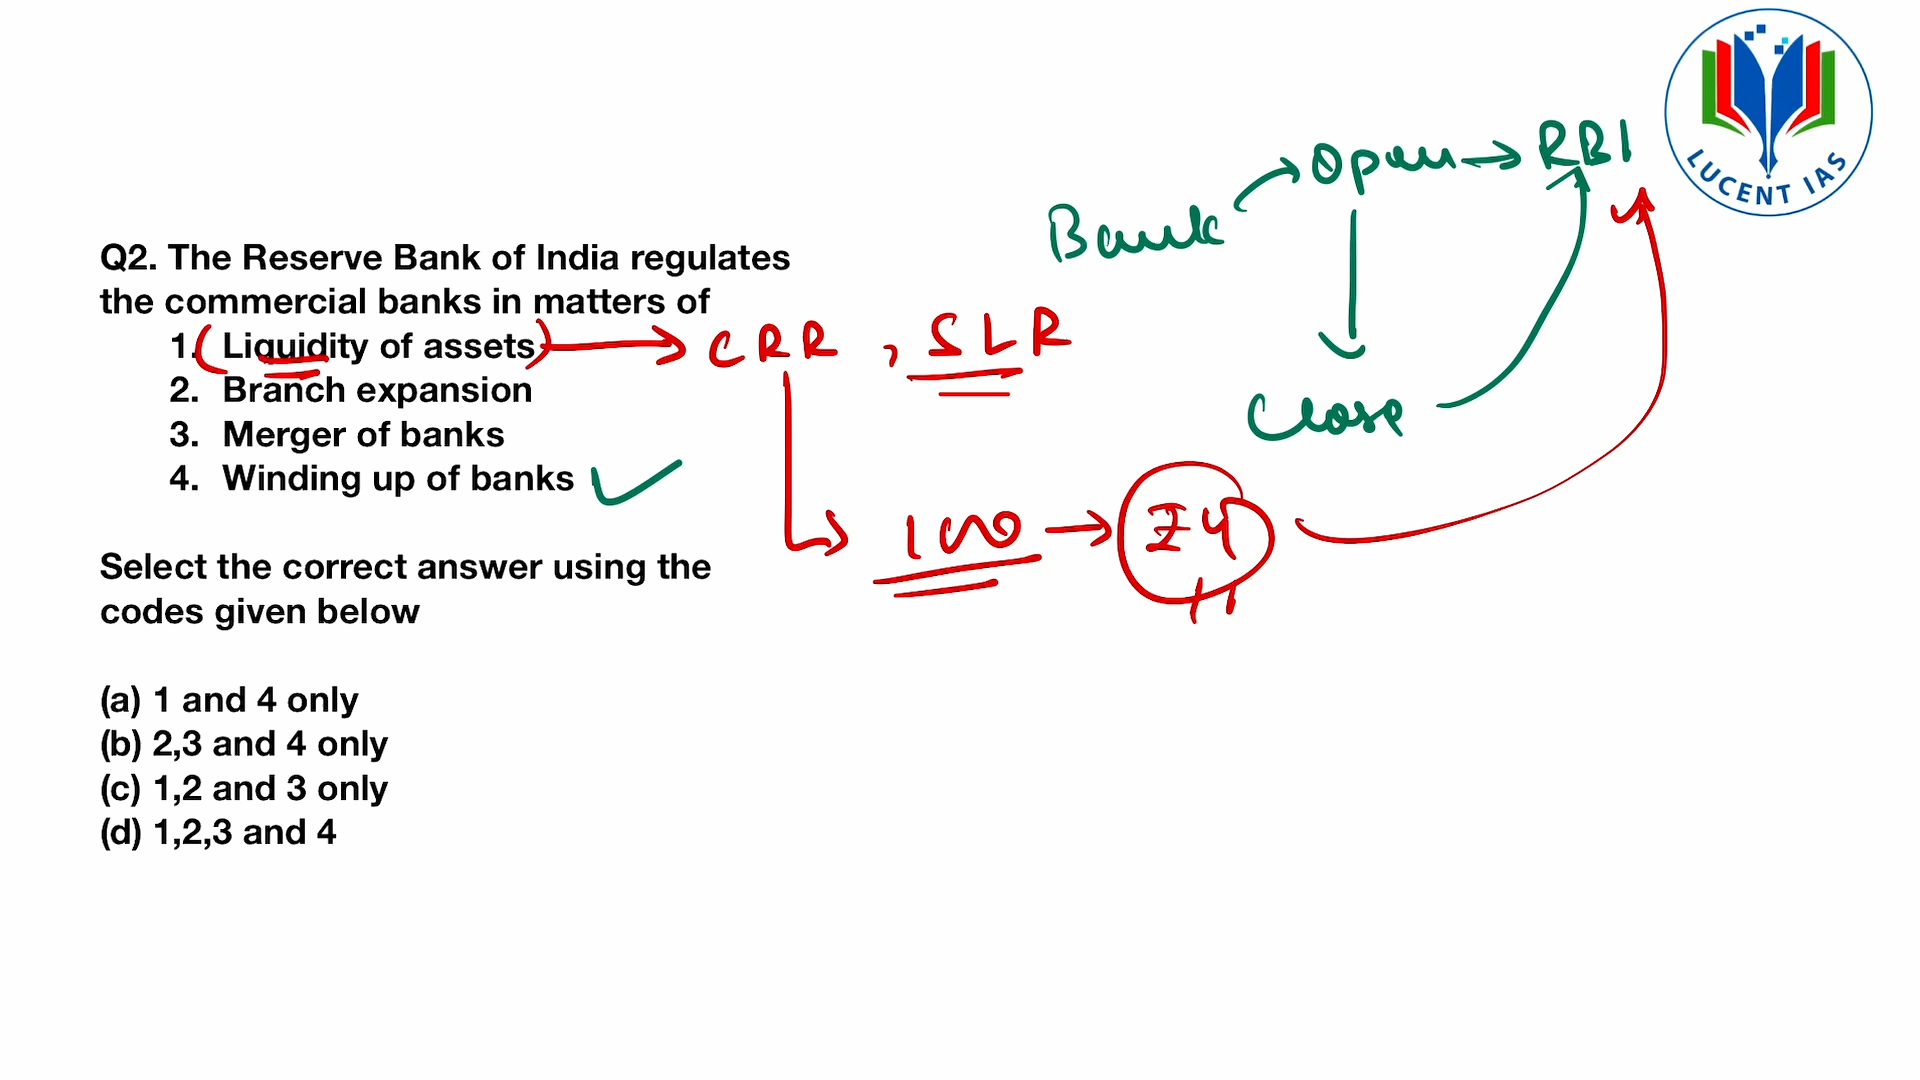 LUCENT IAS
Bank → Open → RBI
Close
Q2. The Reserve Bank of India regulates
the commercial banks in matters of
1. (Liquidity of assets) → CRR, SLR
2. Branch expansion
3. Merger of banks
4. Winding up of banks ✓
100 →
Select the correct answer using the
codes given below
(a) 1 and 4 only
(b) 2,3 and 4 only
(c) 1,2 and 3 only
(d) 1,2,3 and 4